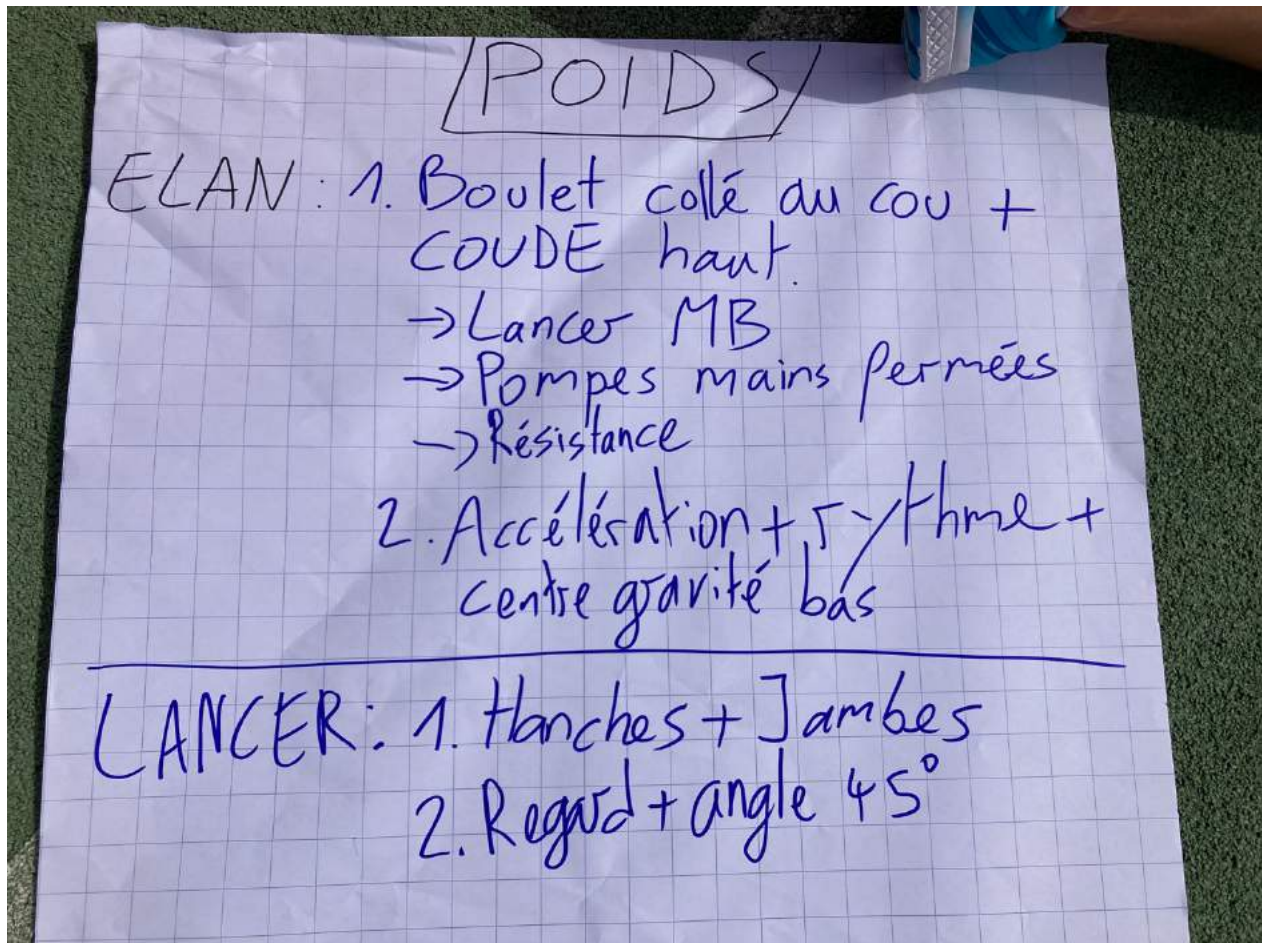 POIDS
ELAN : 1. Boulet collé au cou +
COUDE haut.
→ Lancer MB
→ Pompes mains permées
→ Résistance
2. Accélération + rythme +
centre gravité bas
LANCER : 1. Hanches + Jambes
2. Regard + angle 45°